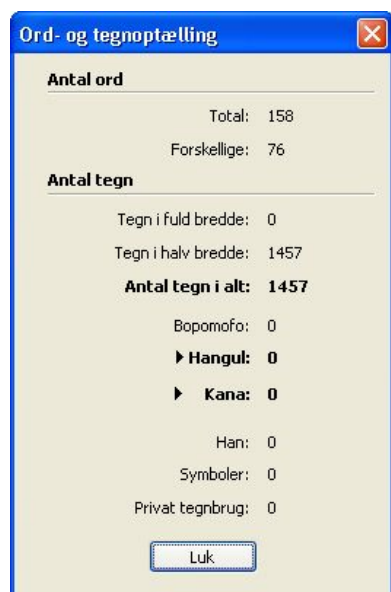 Ord- og tegnoptælling
Antal ord
Total: 158
Forskellige: 76
Antal tegn
Tegn i fuld bredde: 0
Tegn i halv bredde: 1457
Antal tegn i alt: 1457
Bopomofo: 0
Hangul: 0
Kana: 0
Han: 0
Symboler: 0
Privat tegnbrug: 0
Luk